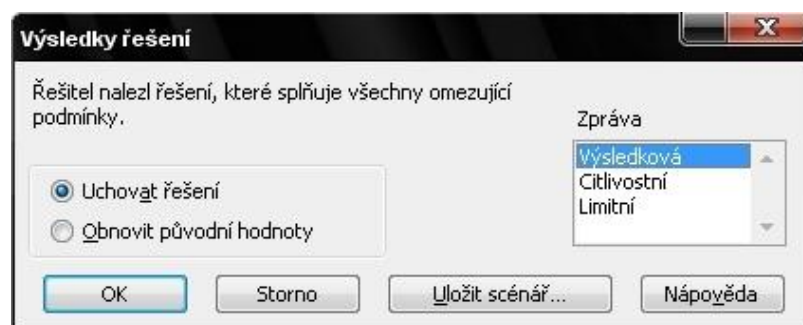 Výsledky řešení
Řešitel nalezl řešení, které splňuje všechny omezující
podmínky.
Zpráva
Výsledková
Citlivostní
Limitní
Uchovat řešení
Obnovit původní hodnoty
OK
Storno
Uložit scénář...
Nápověda